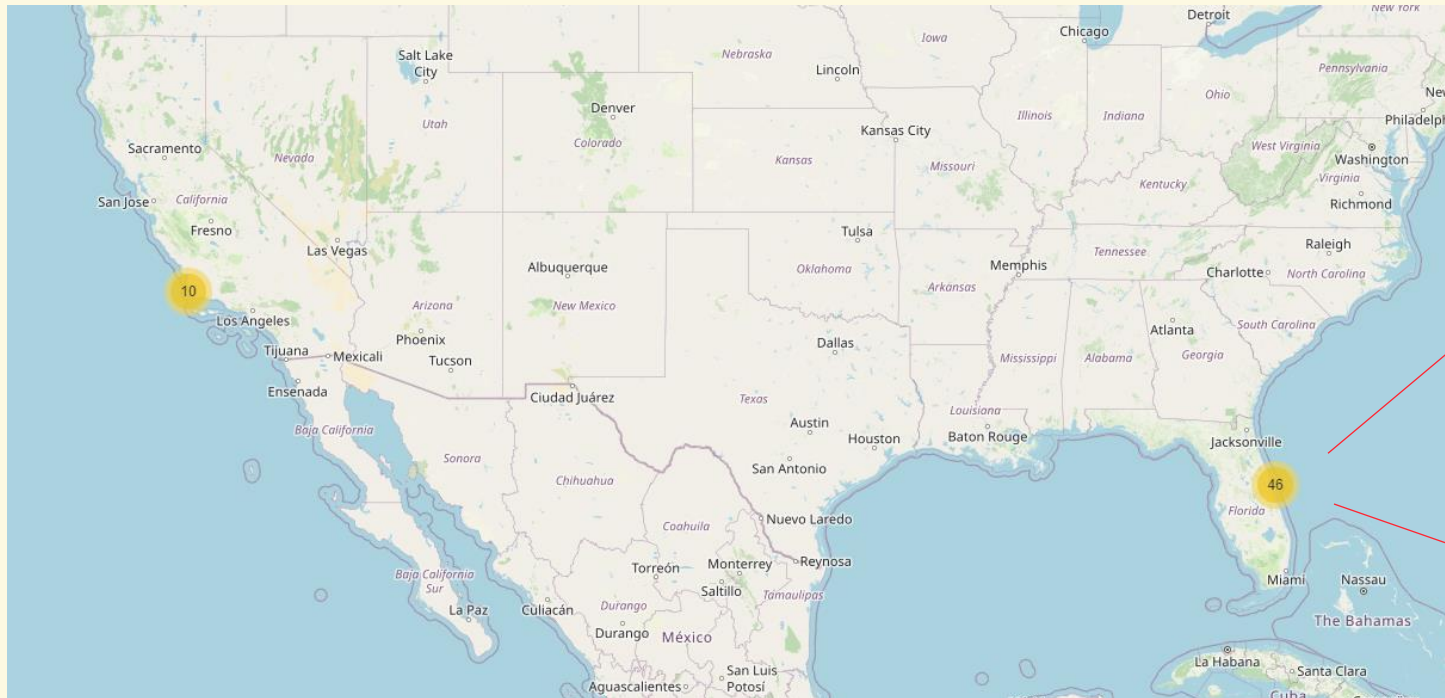 Detroit
New York
Chicago
Iowa
Salt Lake
City
Nebraska
Lincoln
Pennsylvania
Ohio
New
Denver
Utah
Illinois
Indiana
Philadelph
Kansas City
Colorado
Sacramento
Nevada
Kansas
Missouri
West Virginia
Washington
Kentucky
Virginia
San Jose
California
Richmond
Fresno
Las Vegas
Tulsa
Raleigh
Tennessee
Albuquerque
Oklahoma
Memphis
Charlotte
North Carolina
10
Arizona
New Mexico
Arkansas
Los Angeles
Phoenix
Atlanta
South Carolina
Tijuana
Mexicali
Tucson
Dallas
Mississippi
Alabama
Georgia
Ensenada
Ciudad Juárez
Texas
Louisiana
Baja California
Austin
Houston
Baton Rouge
Jacksonville
Sonora
San Antonio
Chihuahua
46
Florida
Nuevo Laredo
Coahuila
Reynosa
Torreón
Monterrey
Baja California
Sur
Saltillo
Tamaulipas
Miami
Nassau
La Paz
Culiacán
Durango
The Bahamas
Durango
México
La Habana
Santa Clara
San Luis
Potosí
Aguascalientes
Cuba